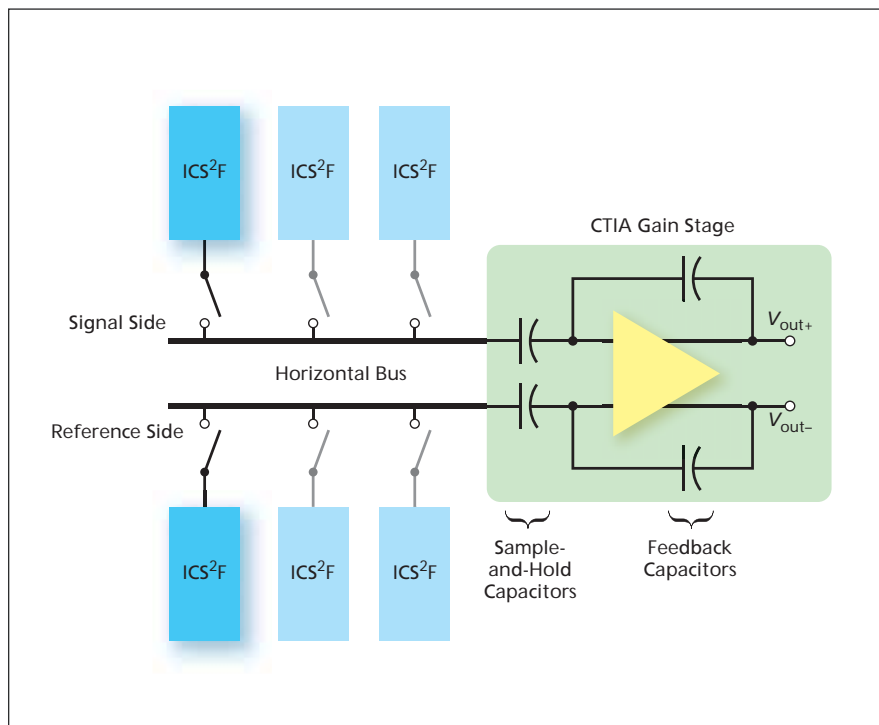 ICS²F ICS²F ICS²F
CTIA Gain Stage
Signal Side
Vout+
Horizontal Bus
Reference Side
Vout–
ICS²F ICS²F ICS²F
Sample-
and-Hold
Capacitors
Feedback
Capacitors